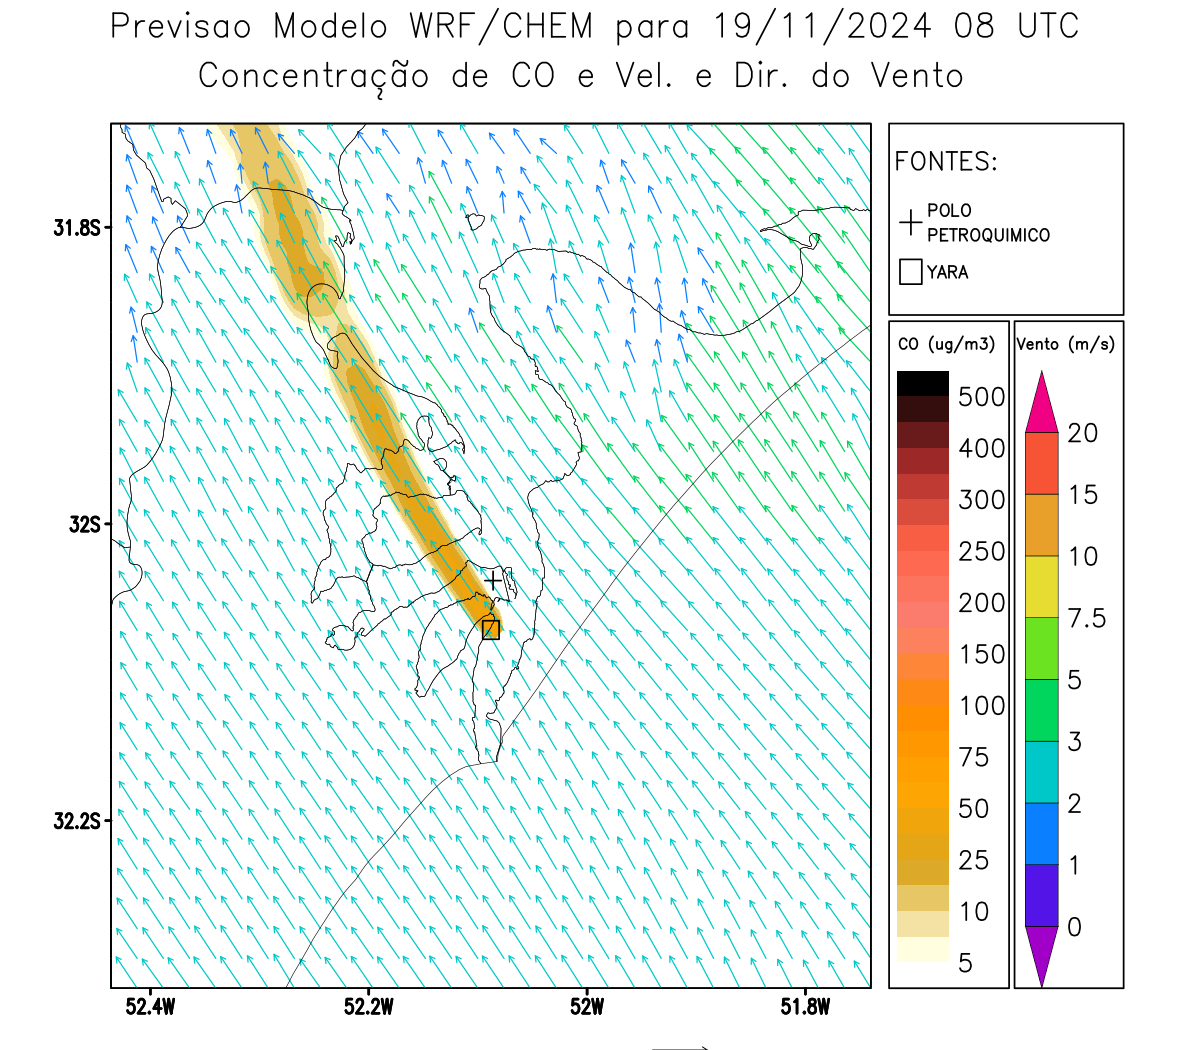 Previsao Modelo WRF/CHEM para 19/11/2024 08 UTC
Concentração de CO e Vel. e Dir. do Vento
FONTES:
POLO
PETROQUIMICO
YARA
CO (ug/m3)
500
400
300
250
200
150
100
75
50
25
10
5
Vento (m/s)
20
15
10
7.5
5
3
2
1
0
31.8S
32S
32.2S
52.4W
52.2W
52W
51.8W